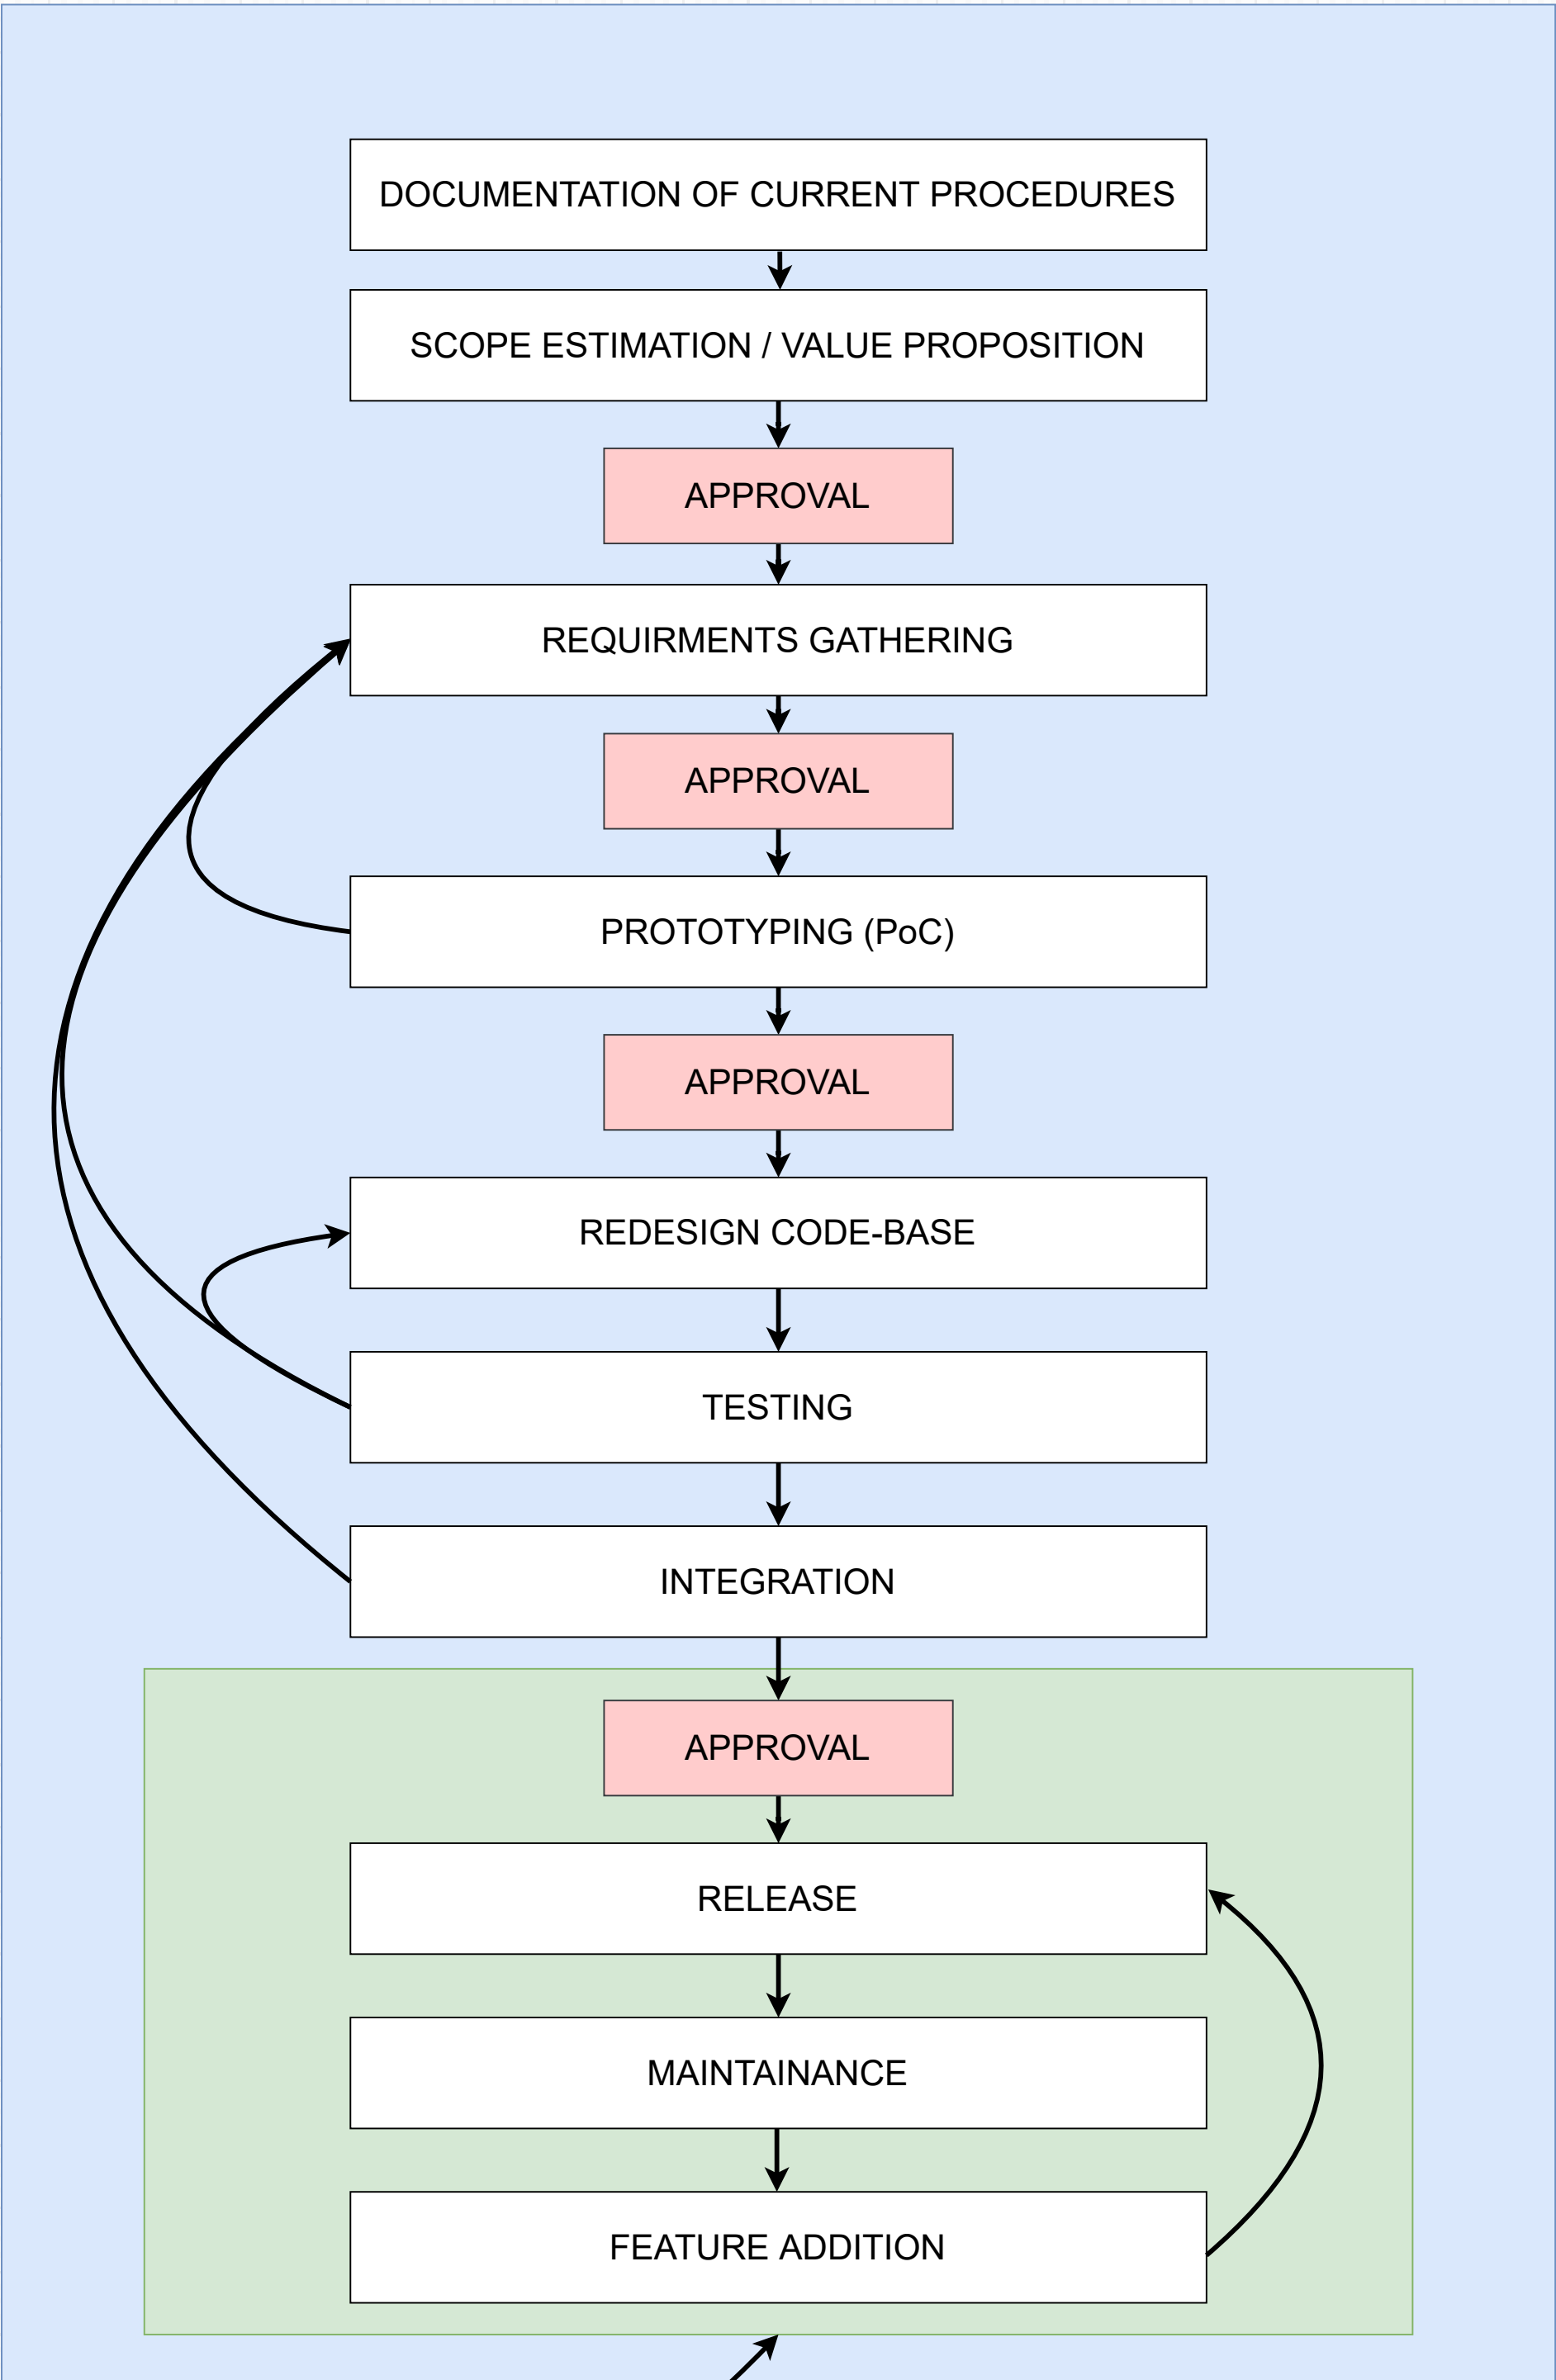 DOCUMENTATION OF CURRENT PROCEDURES
SCOPE ESTIMATION / VALUE PROPOSITION
APPROVAL
REQUIRMENTS GATHERING
APPROVAL
PROTOTYPING (PoC)
APPROVAL
REDESIGN CODE-BASE
TESTING
INTEGRATION
APPROVAL
RELEASE
MAINTAINANCE
FEATURE ADDITION